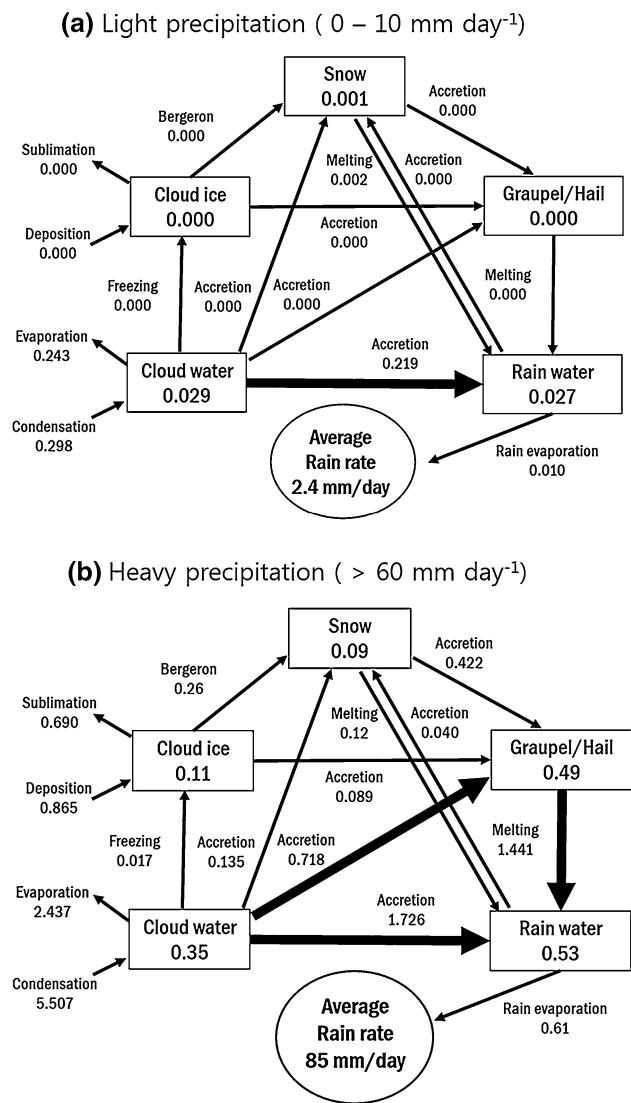 (a) Light precipitation ( 0 – 10 mm day-1)
Snow
0.001
Accretion
0.000
Bergeron
0.000
Sublimation
0.000
Melting
0.002
Accretion
0.000
Cloud ice
0.000
Graupel/Hail
0.000
Accretion
0.000
Deposition
0.000
Freezing
0.000
Accretion
0.000
Accretion
0.000
Melting
0.000
Evaporation
0.243
Accretion
0.219
Cloud water
0.029
Rain water
0.027
Condensation
0.298
Average
Rain rate
2.4 mm/day
Rain evaporation
0.010
(b) Heavy precipitation ( > 60 mm day-1)
Snow
0.09
Accretion
0.422
Bergeron
0.26
Sublimation
0.690
Melting
0.12
Accretion
0.040
Cloud ice
0.11
Graupel/Hail
0.49
Accretion
0.089
Deposition
0.865
Freezing
0.017
Accretion
0.135
Accretion
0.718
Melting
1.441
Evaporation
2.437
Accretion
1.726
Cloud water
0.35
Rain water
0.53
Condensation
5.507
Average
Rain rate
85 mm/day
Rain evaporation
0.61